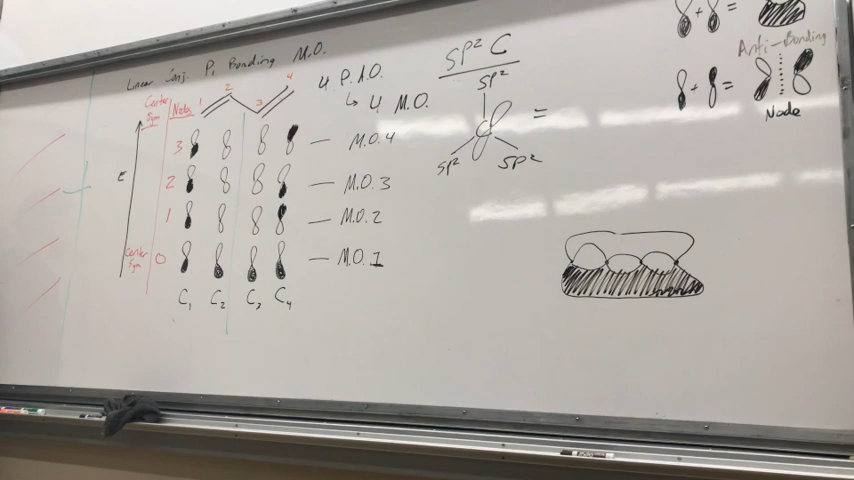 Linear Conj. Pi Bonding M.O.
4 P. A.O.
↳ 4 M.O.
SP² C
SP²
SP² SP²
=
+ =
Anti-Bonding
+ =
Node
Center Sym
Nodes
1 2 3 4
E
3 — M.O. 4
2 — M.O. 3
1 — M.O. 2
Center Sym
0 — M.O. 1
C₁ C₂ C₃ C₄